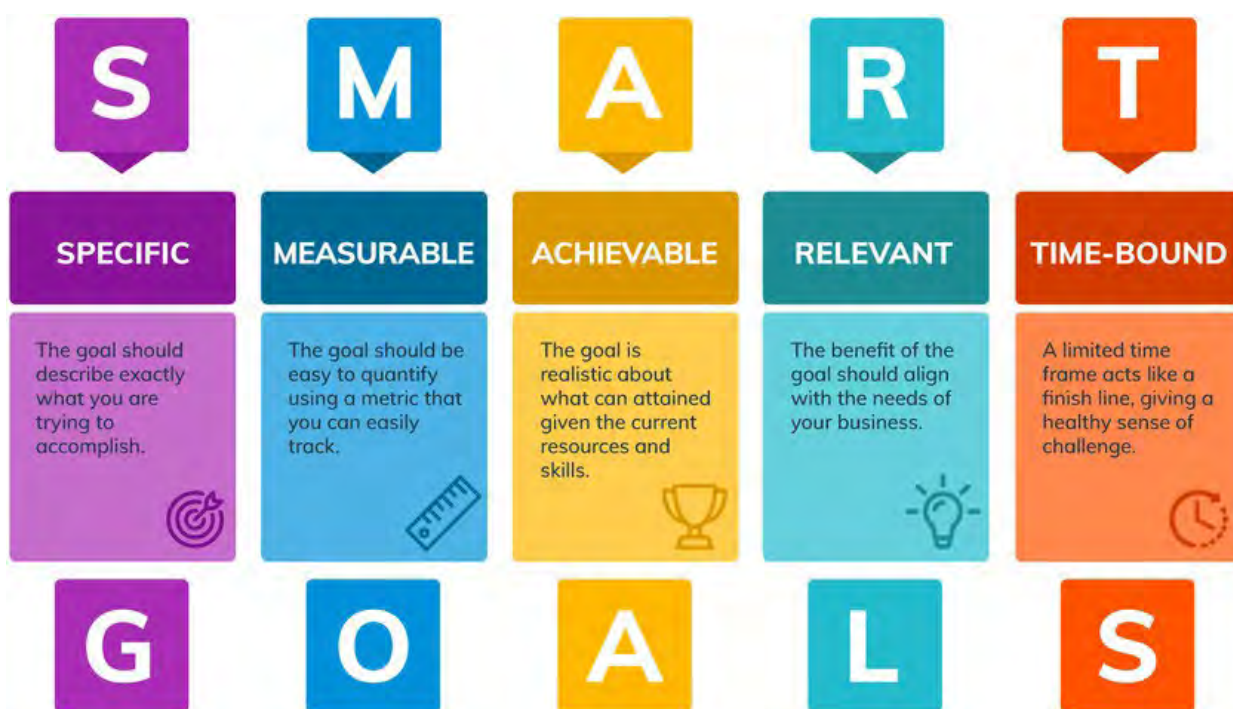 S M A R T
SPECIFIC
MEASURABLE
ACHIEVABLE
RELEVANT
TIME-BOUND
The goal should
describe exactly
what you are
trying to
accomplish.
The goal should be
easy to quantify
using a metric that
you can easily
track.
The goal is
realistic about
what can attained
given the current
resources and
skills.
The benefit of the
goal should align
with the needs of
your business.
A limited time
frame acts like a
finish line, giving a
healthy sense of
challenge.
G O A L S